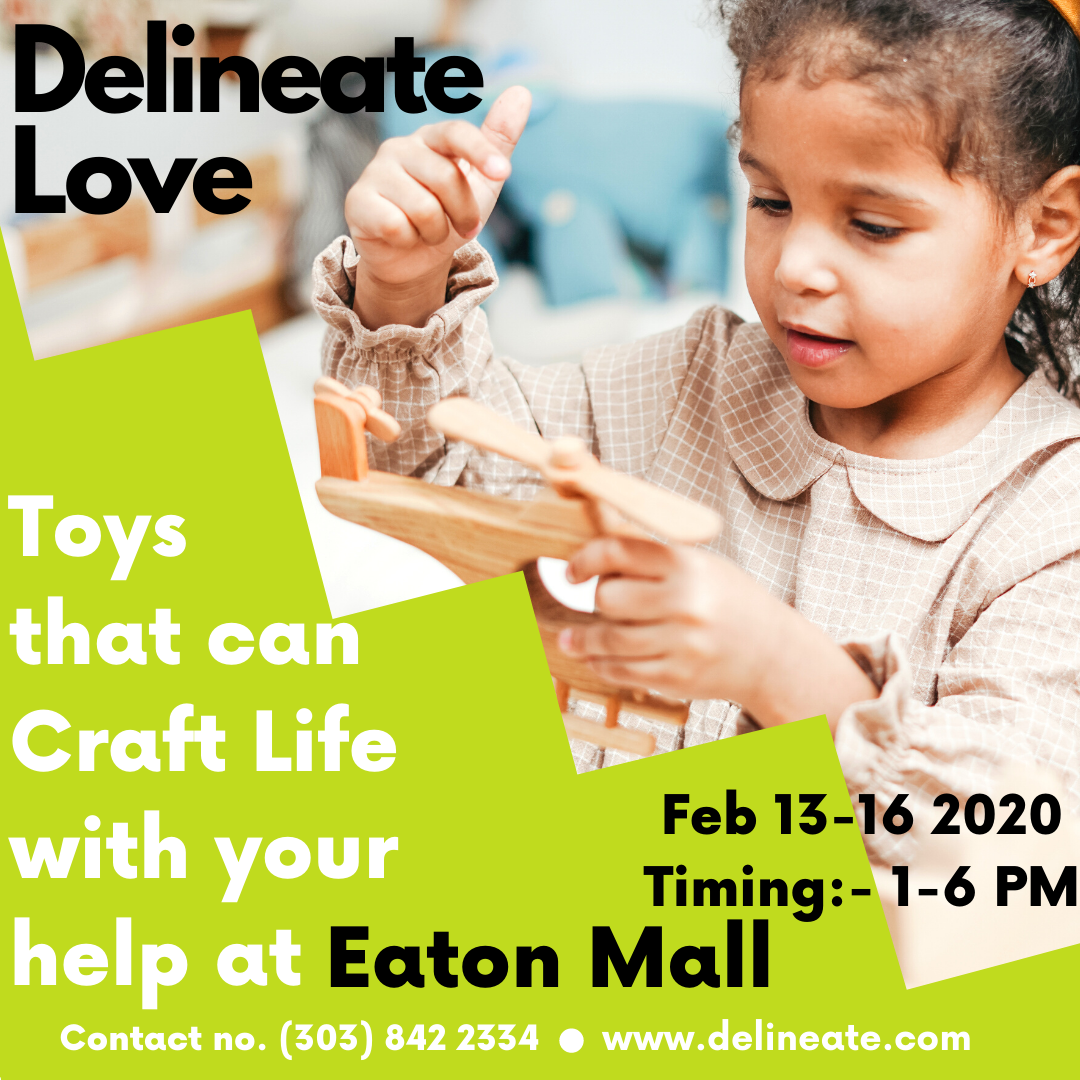 Delineate
Love
Toys
that can
Craft Life
with your
help at Eaton Mall
Feb 13-16 2020
Timing:- 1-6 PM
Contact no. (303) 842 2334 ● www.delineate.com